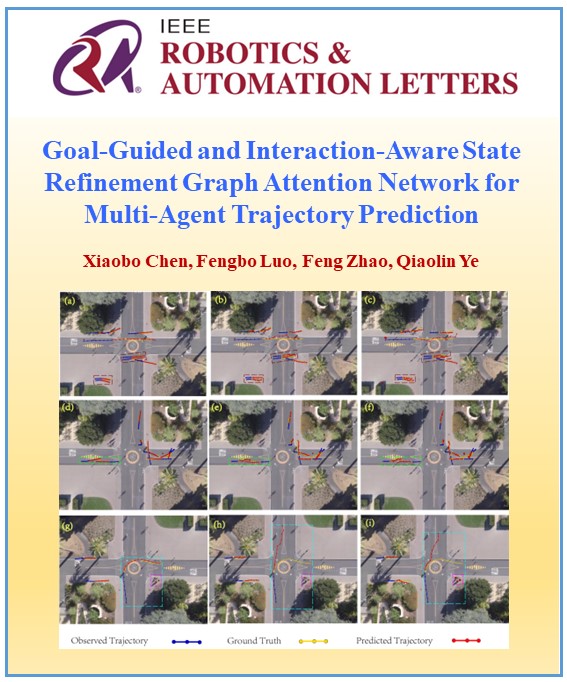 IEEE
ROBOTICS &
AUTOMATION LETTERS
®
Goal-Guided and Interaction-Aware State
Refinement Graph Attention Network for
Multi-Agent Trajectory Prediction
Xiaobo Chen, Fengbo Luo, Feng Zhao, Qiaolin Ye
(a) (b) (c)
(d) (e) (f)
(g) (h) (i)
Observed Trajectory Ground Truth Predicted Trajectory